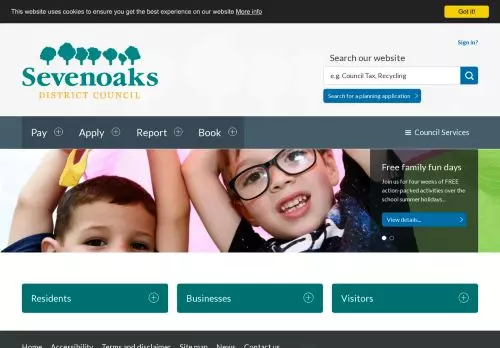 This website uses cookies to ensure you get the best experience on our website More info
Got it!
Sign in?
Sevenoaks
DISTRICT COUNCIL
Search our website
e.g. Council Tax, Recycling
Search for a planning application
Pay
Apply
Report
Book
Council Services
Free family fun days
Join us for four weeks of FREE
action-packed activities over the
school summer holidays...
View details...
Residents
Businesses
Visitors
Home Accessibility Terms and disclaimer Site map News Contact us